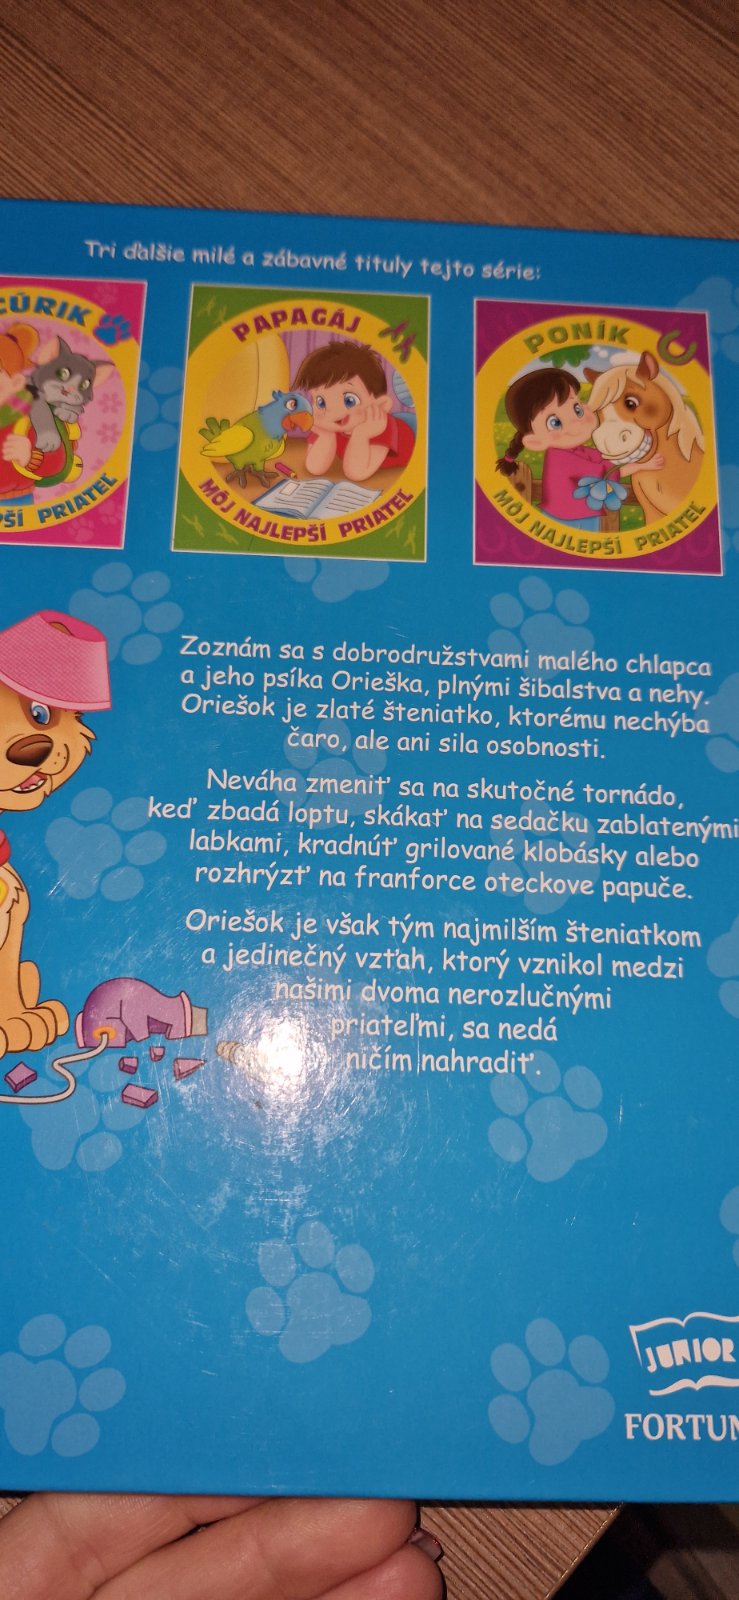 Tri ďalšie milé a zábavné tituly tejto série:
PAPAGÁJ
MÔJ NAJLEPŠÍ PRIATEĽ
PONÍK
MÔJ NAJLEPŠÍ PRIATEĽ
PRIATEĽ
Zoznám sa s dobrodružstvami malého chlapca
a jeho psíka Orieška, plnými šibalstva a nehy.
Oriešok je zlaté šteniatko, ktorému nechýba
čaro, ale ani sila osobnosti.
Neváha zmeniť sa na skutočné tornádo,
keď zbadá loptu, skákať na sedačku zablatenými
labkami, kradnúť grilované klobásky alebo
rozhrýzť na franforce oteckove papuče.
Oriešok je však tým najmilším šteniatkom
a jedinečný vzťah, ktorý vznikol medzi
našimi dvoma nerozlučnými
priateľmi, sa nedá
ničím nahradiť.
JUNIOR